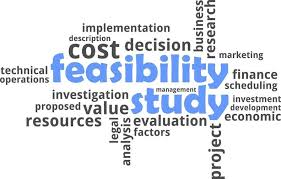 implementation
description
cost decision
business
research
marketing
feasibility
technical
operations
finance
scheduling
management
investigation
proposed value
study
investment
development
economic
resources
legal
analysis
evaluation
factors
project